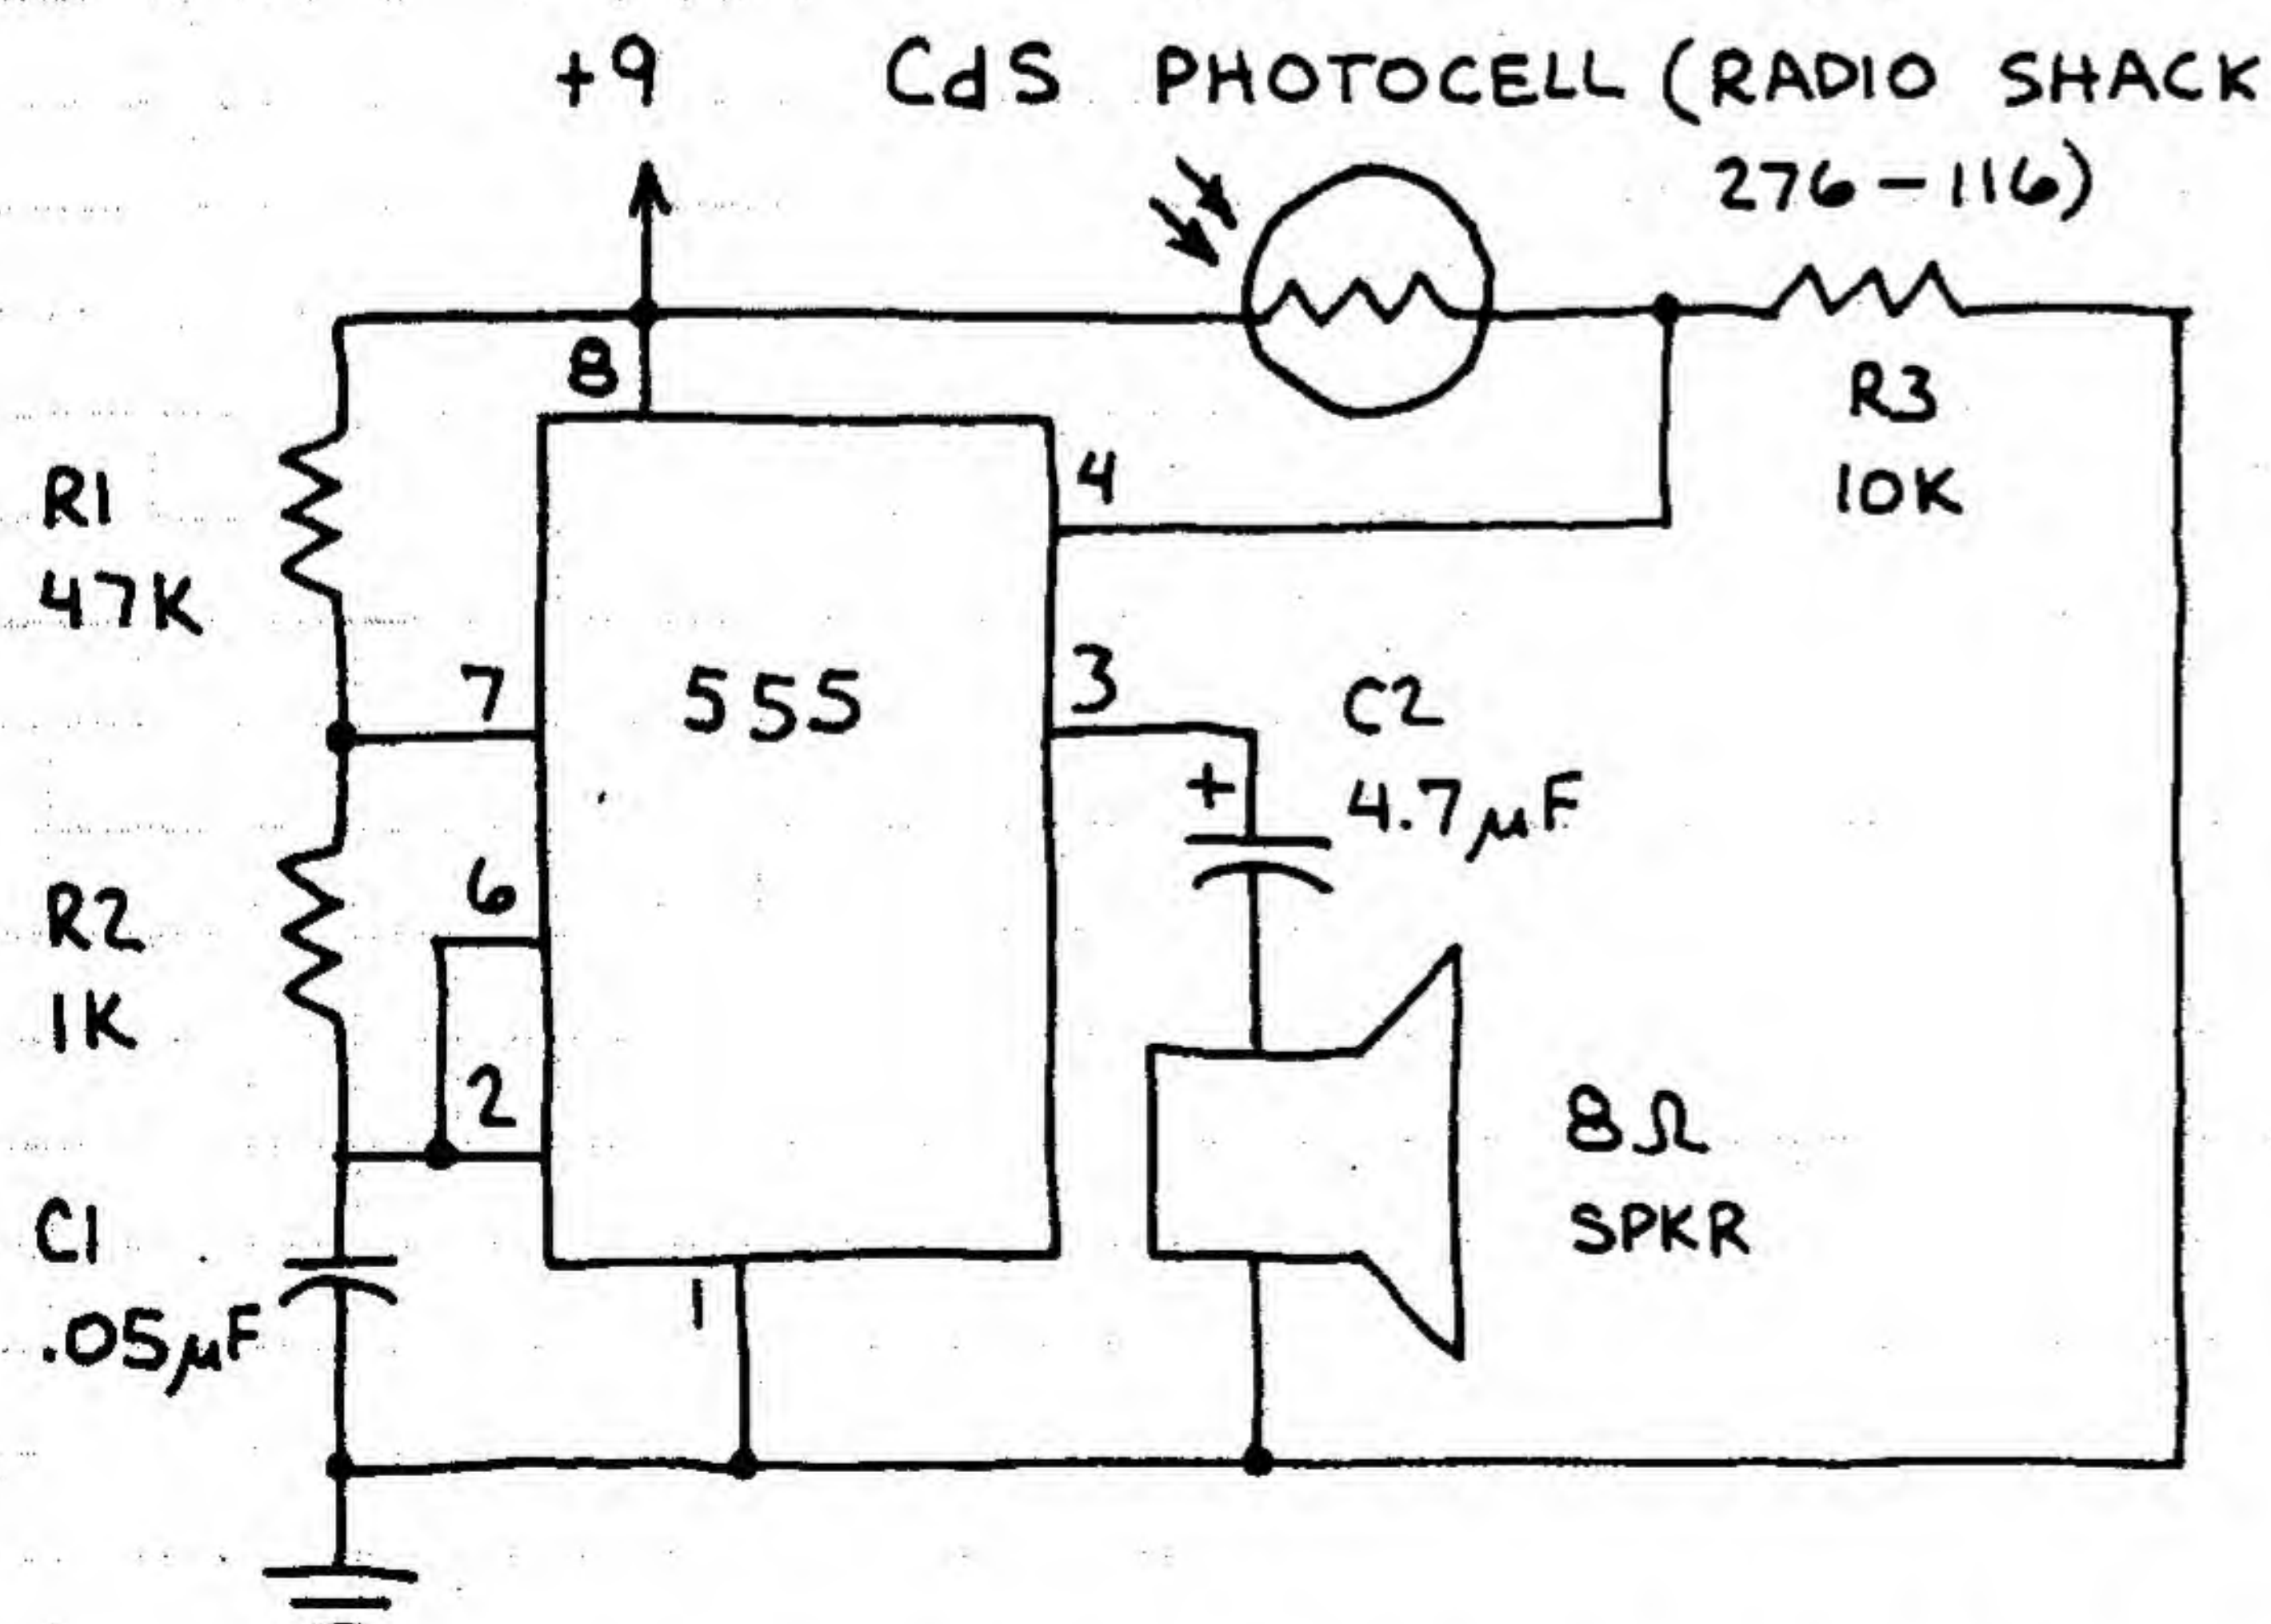 +9
CdS PHOTOCELL (RADIO SHACK
276-116)
8
R1
47K
4
R3
10K
7
555
3
C2
+
4.7µF
6
R2
1K
2
8Ω
SPKR
C1
.05µF
1